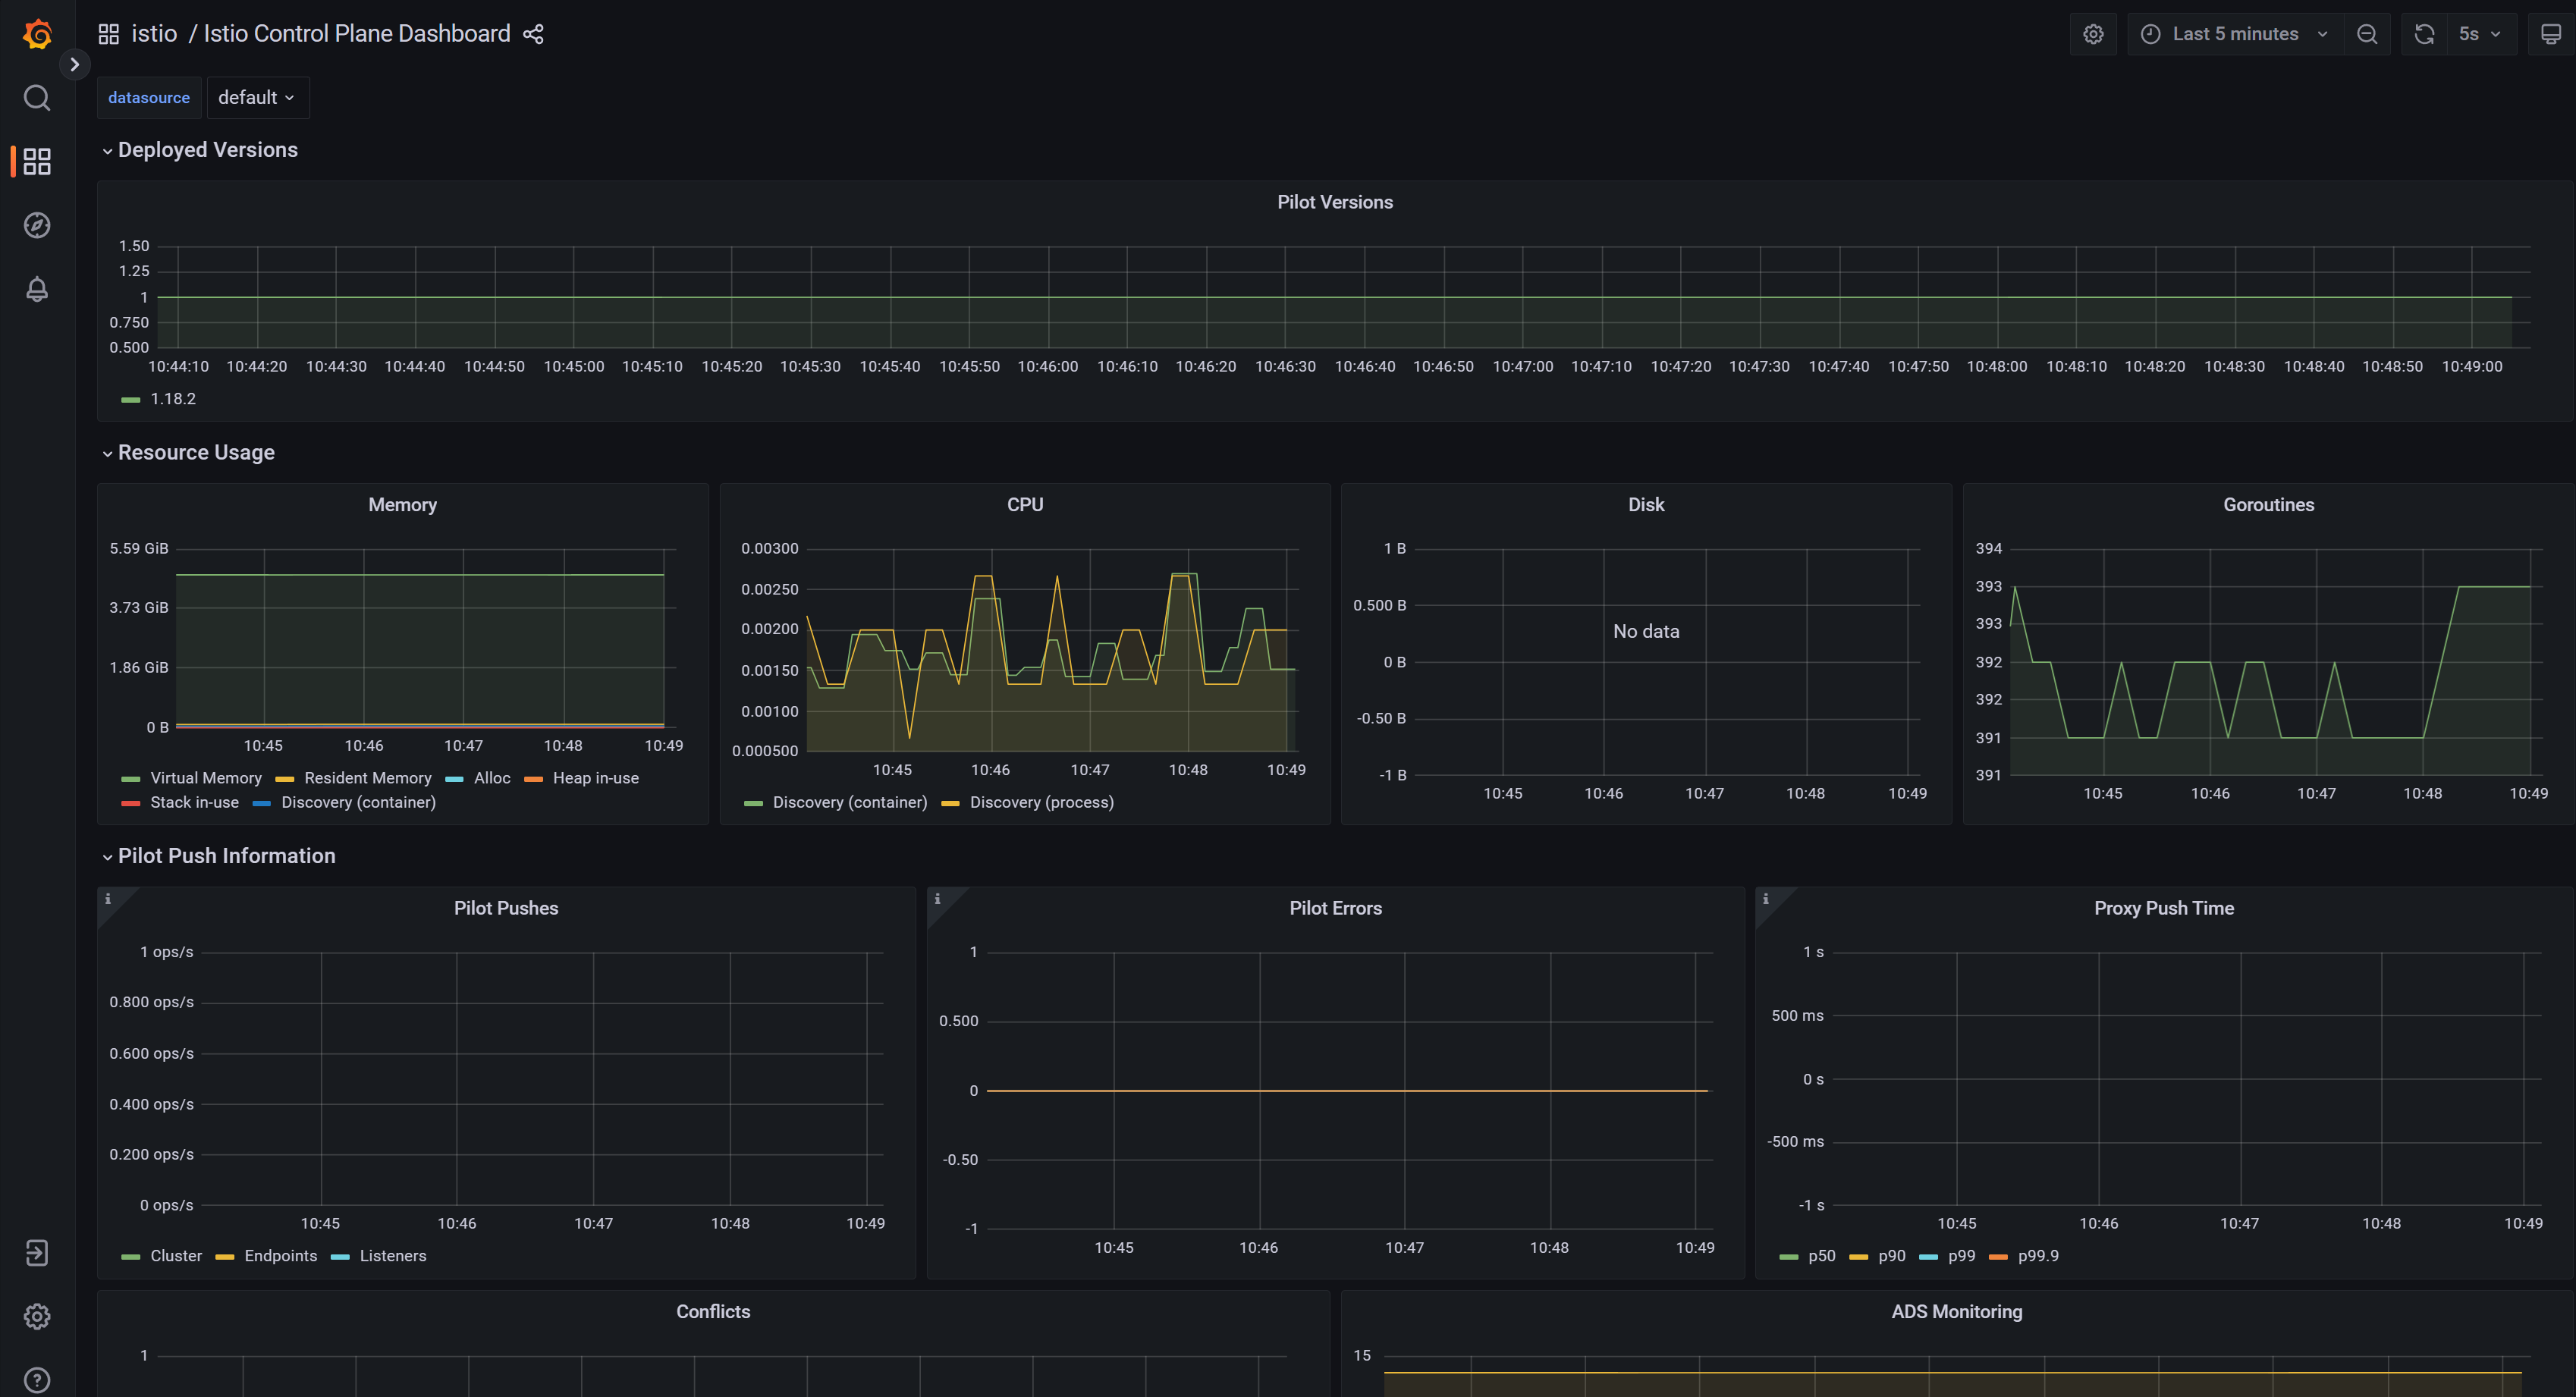 istio / Istio Control Plane Dashboard
Last 5 minutes
5s
datasource default
Deployed Versions
Pilot Versions
1.50
1.25
1
0.750
0.500
10:44:10 10:44:20 10:44:30 10:44:40 10:44:50 10:45:00 10:45:10 10:45:20 10:45:30 10:45:40 10:45:50 10:46:00 10:46:10 10:46:20 10:46:30 10:46:40 10:46:50 10:47:00 10:47:10 10:47:20 10:47:30 10:47:40 10:47:50 10:48:00 10:48:10 10:48:20 10:48:30 10:48:40 10:48:50 10:49:00
1.18.2
Resource Usage
Memory
5.59 GiB
3.73 GiB
1.86 GiB
0 B
10:45 10:46 10:47 10:48 10:49
Virtual Memory Resident Memory Alloc Heap in-use
Stack in-use Discovery (container)
CPU
0.00300
0.00250
0.00200
0.00150
0.00100
0.000500
10:45 10:46 10:47 10:48 10:49
Discovery (container) Discovery (process)
Disk
1 B
0.500 B
0 B
-0.50 B
-1 B
No data
10:45 10:46 10:47 10:48 10:49
Goroutines
394
393
393
392
392
391
391
10:45 10:46 10:47 10:48 10:49
Pilot Push Information
Pilot Pushes
1 ops/s
0.800 ops/s
0.600 ops/s
0.400 ops/s
0.200 ops/s
0 ops/s
10:45 10:46 10:47 10:48 10:49
Cluster Endpoints Listeners
Pilot Errors
1
0.500
0
-0.50
-1
10:45 10:46 10:47 10:48 10:49
Proxy Push Time
1 s
500 ms
0 s
-500 ms
-1 s
10:45 10:46 10:47 10:48 10:49
p50 p90 p99 p99.9
Conflicts
1
ADS Monitoring
15